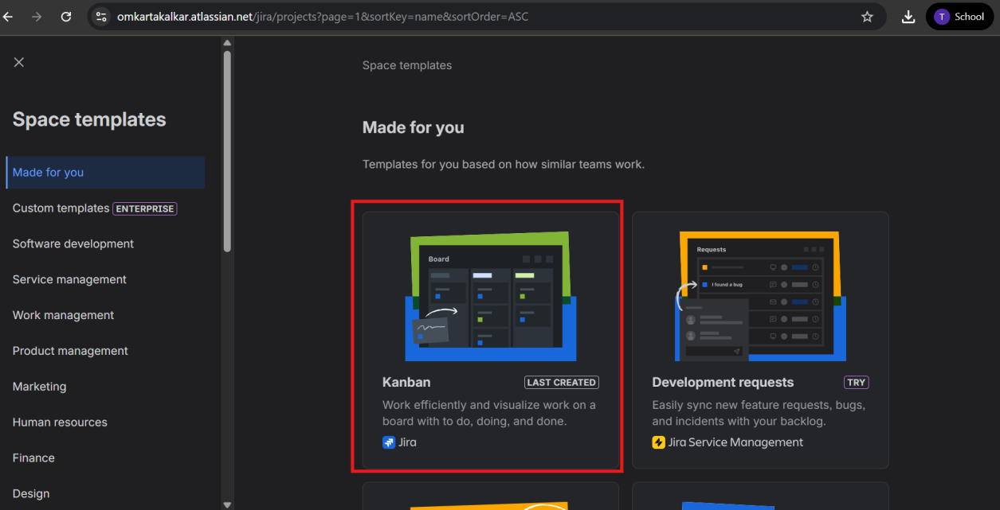 omkartakalkar.atlassian.net/jira/projects?page=1&sortKey=name&sortOrder=ASC
T School
Space templates
Made for you
Custom templates ENTERPRISE
Software development
Service management
Work management
Product management
Marketing
Human resources
Finance
Design
Space templates
Made for you
Templates for you based on how similar teams work.
Board
Kanban LAST CREATED
Work efficiently and visualize work on a
board with to do, doing, and done.
Jira
Requests
I found a bug
Development requests TRY
Easily sync new feature requests, bugs,
and incidents with your backlog.
Jira Service Management